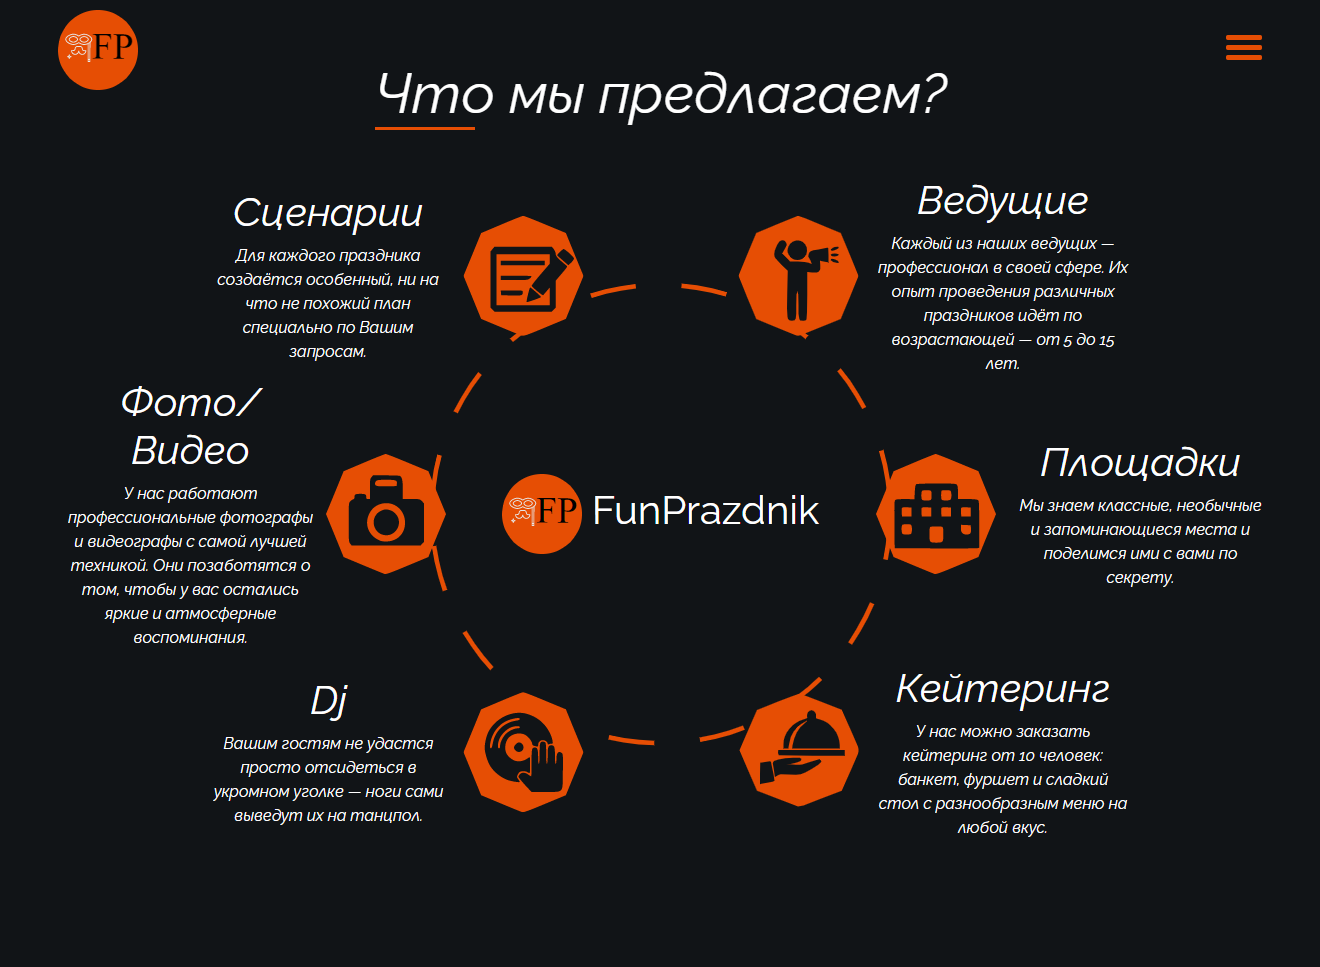 FP
Что мы предлагаем?
Сценарии
Для каждого праздника
создаётся особенный, ни на
что не похожий план
специально по Вашим
запросам.
Ведущие
Каждый из наших ведущих —
профессионал в своей сфере. Их
опыт проведения различных
праздников идёт по
возрастающей — от 5 до 15
лет.
Фото/
Видео
У нас работают
профессиональные фотографы
и видеографы с самой лучшей
техникой. Они позаботятся о
том, чтобы у вас остались
яркие и атмосферные
воспоминания.
FP FunPrazdnik
Площадки
Мы знаем классные, необычные
и запоминающиеся места и
поделимся ими с вами по
секрету.
Dj
Вашим гостям не удастся
просто отсидеться в
укромном уголке — ноги сами
выведут их на танцпол.
Кейтеринг
У нас можно заказать
кейтеринг от 10 человек:
банкет, фуршет и сладкий
стол с разнообразным меню на
любой вкус.